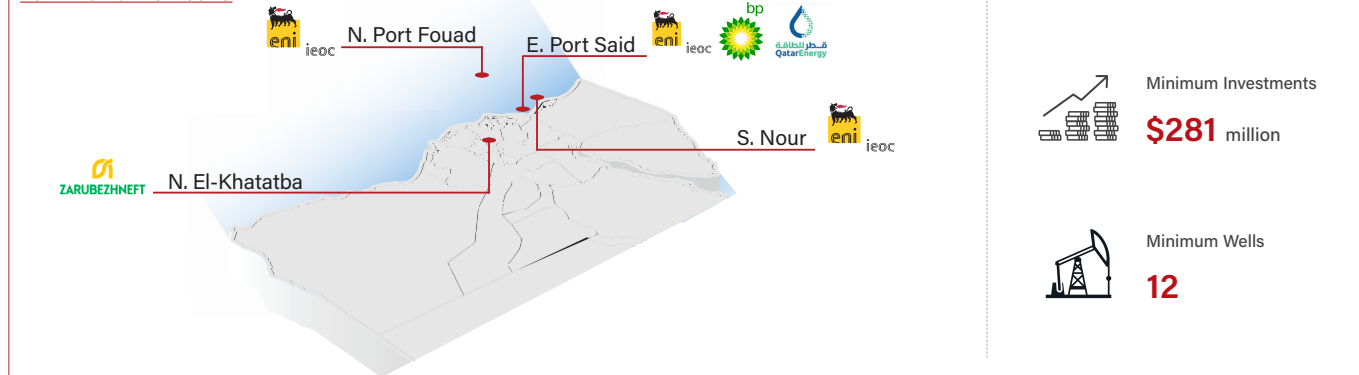 eni
ieoc
N. Port Fouad
E. Port Said
eni
ieoc
bp
قطر للطاقة
QatarEnergy
S. Nour
eni
ieoc
ZARUBEZHNEFT
N. El-Khatatba
Minimum Investments
$281 million
Minimum Wells
12